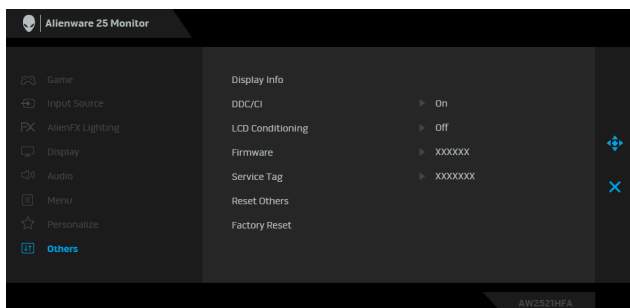 Alienware 25 Monitor
Game
Input Source
AlienFX Lighting
Display
Audio
Menu
Personalize
Others
Display Info
DDC/CI On
LCD Conditioning Off
Firmware XXXXXX
Service Tag XXXXXXX
Reset Others
Factory Reset
AW2521HFA